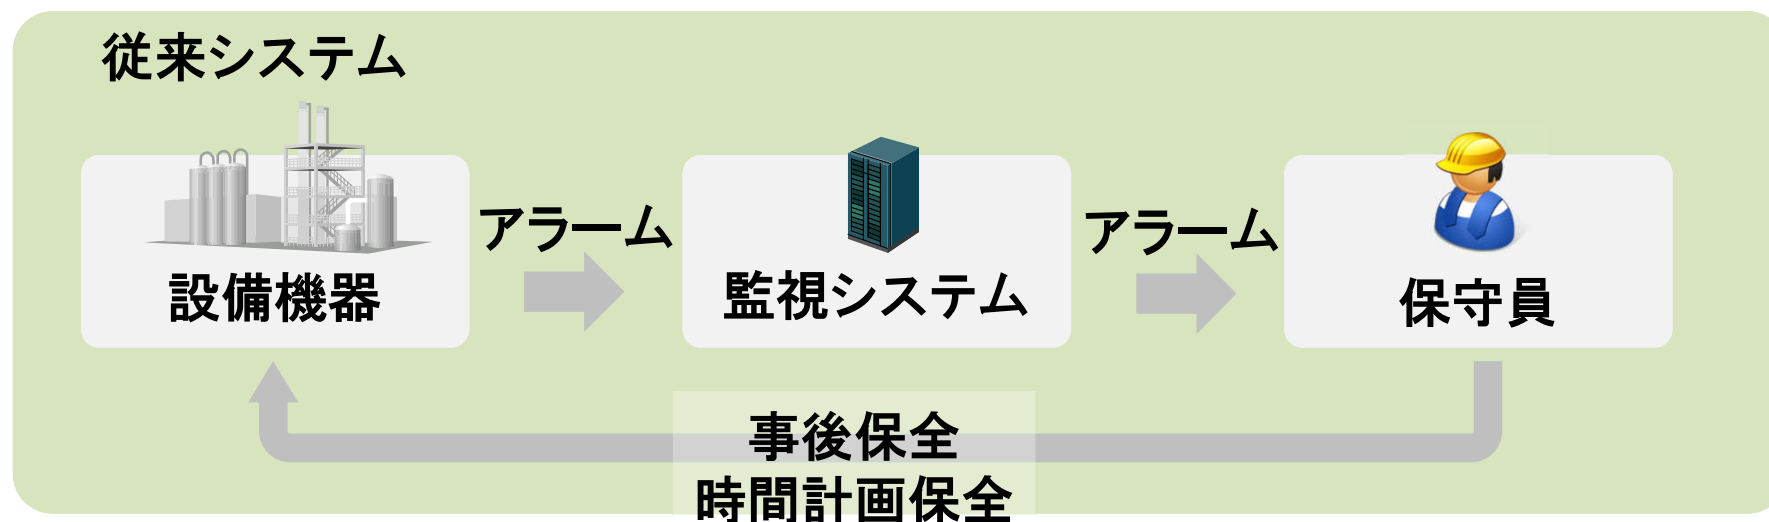 従来システム
アラーム
アラーム
設備機器
監視システム
保守員
事後保全
時間計画保全